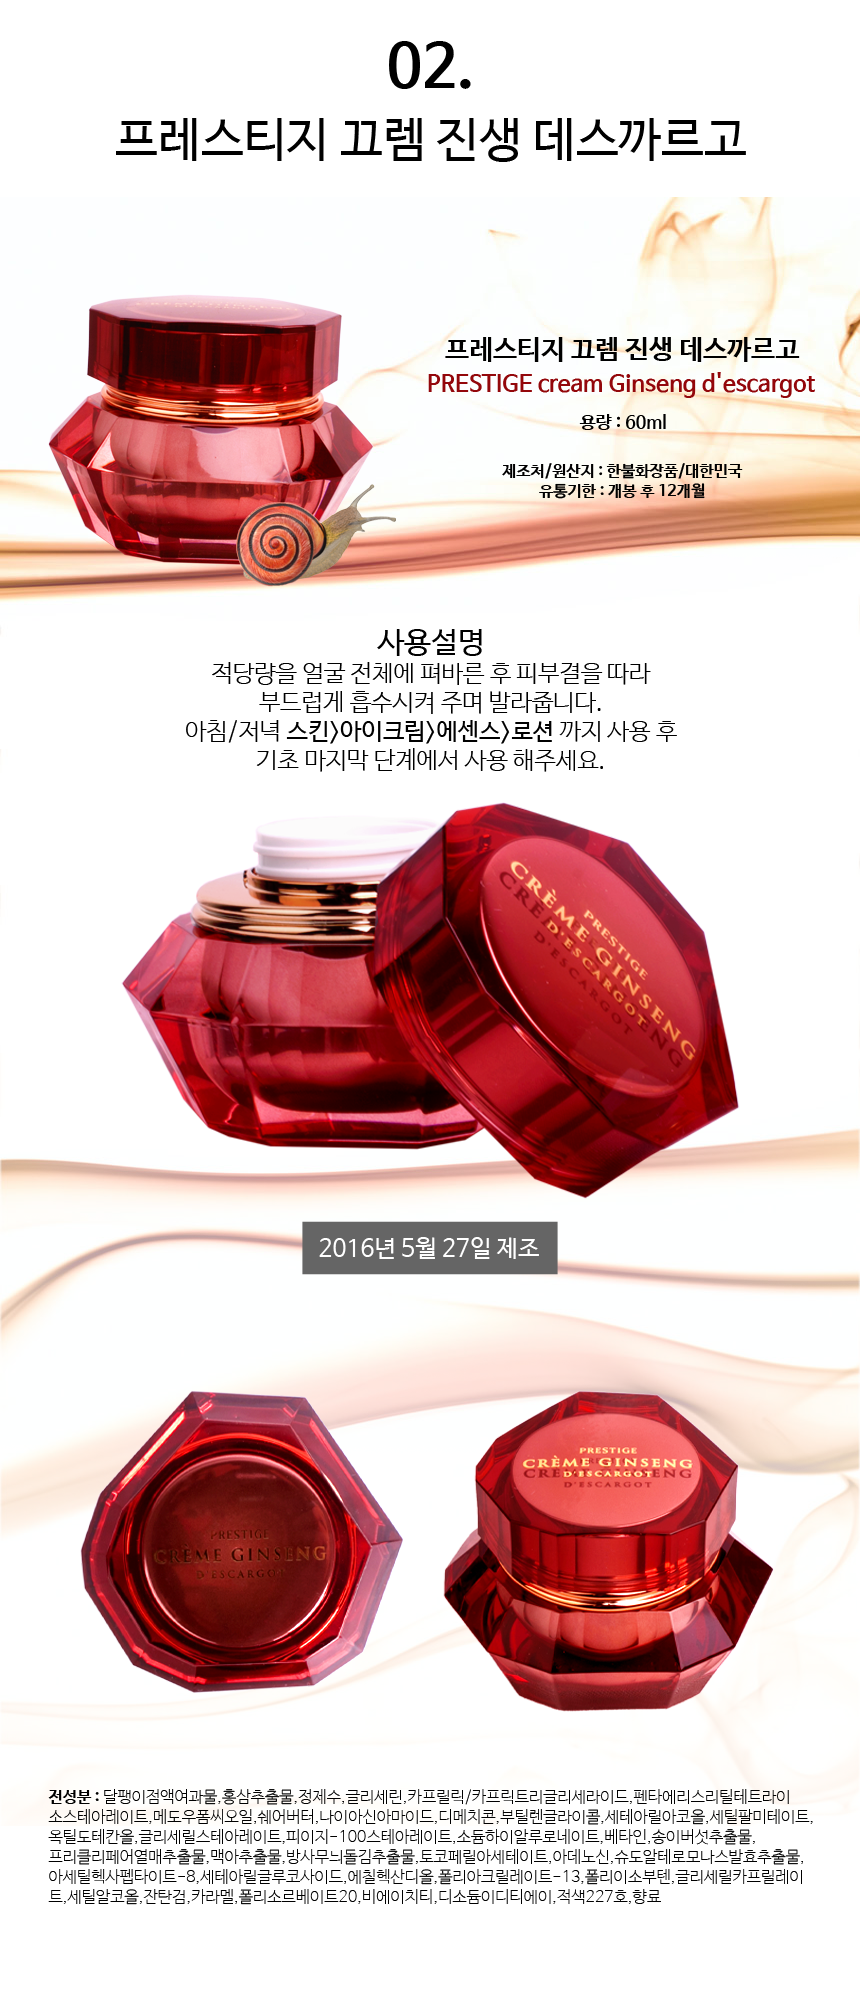 02.
프레스티지 끄렘 진생 데스까르고
프레스티지 끄렘 진생 데스까르고
PRESTIGE cream Ginseng d'escargot
용량 : 60ml
제조처/원산지 : 한불화장품/대한민국
유통기한 : 개봉 후 12개월
사용설명
적당량을 얼굴 전체에 펴바른 후 피부결을 따라
부드럽게 흡수시켜 주며 발라줍니다.
아침/저녁 스킨>아이크림>에센스>로션 까지 사용 후
기초 마지막 단계에서 사용 해주세요.
PRESTIGE
CRÈME GINSENG
D'ESCARGOT
2016년 5월 27일 제조
PRESTIGE
CRÈME GINSENG
D'ESCARGOT
PRESTIGE
CRÈME GINSENG
D'ESCARGOT
전성분 : 달팽이점액여과물,홍삼추출물,정제수,글리세린,카프릴릭/카프릭트리글리세라이드,펜타에리스리틸테트라이
소스테아레이트,메도우폼씨오일,쉐어버터,나이아신아마이드,디메치콘,부틸렌글라이콜,세테아릴아코올,세틸팔미테이트,
옥틸도데칸올,글리세릴스테아레이트,피이지-100스테아레이트,소듐하이알루로네이트,베타인,송이버섯추출물,
프리클리페어열매추출물,맥아추출물,방사무늬돌김추출물,토코페릴아세테이트,아데노신,슈도알테로모나스발효추출물,
아세틸헥사펩타이트-8,세테아릴글루코사이드,에칠헥산디올,폴리아크릴레이트-13,폴리이소부텐,글리세릴카프릴레이
트,세틸알코올,잔탄검,카라멜,폴리소르베이트20,비에이치티,디소듐이디티에이,적색227호,향료